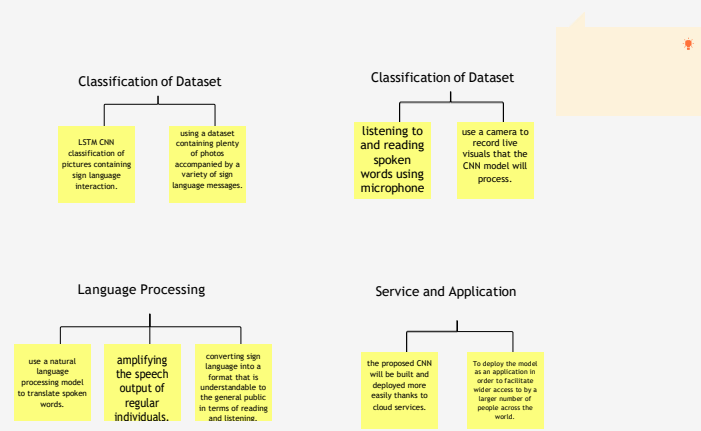 Classification of Dataset
LSTM CNN
classification of
pictures containing
sign language
interaction.
using a dataset
containing plenty
of photos
accompanied by a
variety of sign
language messages.
Classification of Dataset
listening to
and reading
spoken
words using
microphone
use a camera to
record live
visuals that the
CNN model will
process.
Language Processing
use a natural
language
processing model
to translate spoken
words.
amplifying
the speech
output of
regular
individuals.
converting sign
language into a
format that is
understandable to
the general public
in terms of reading
and listening.
Service and Application
the proposed CNN
will be built and
deployed more
easily thanks to
cloud services.
To deploy the model
as an application in
order to facilitate
wider access to by a
larger number of
people across the
world.